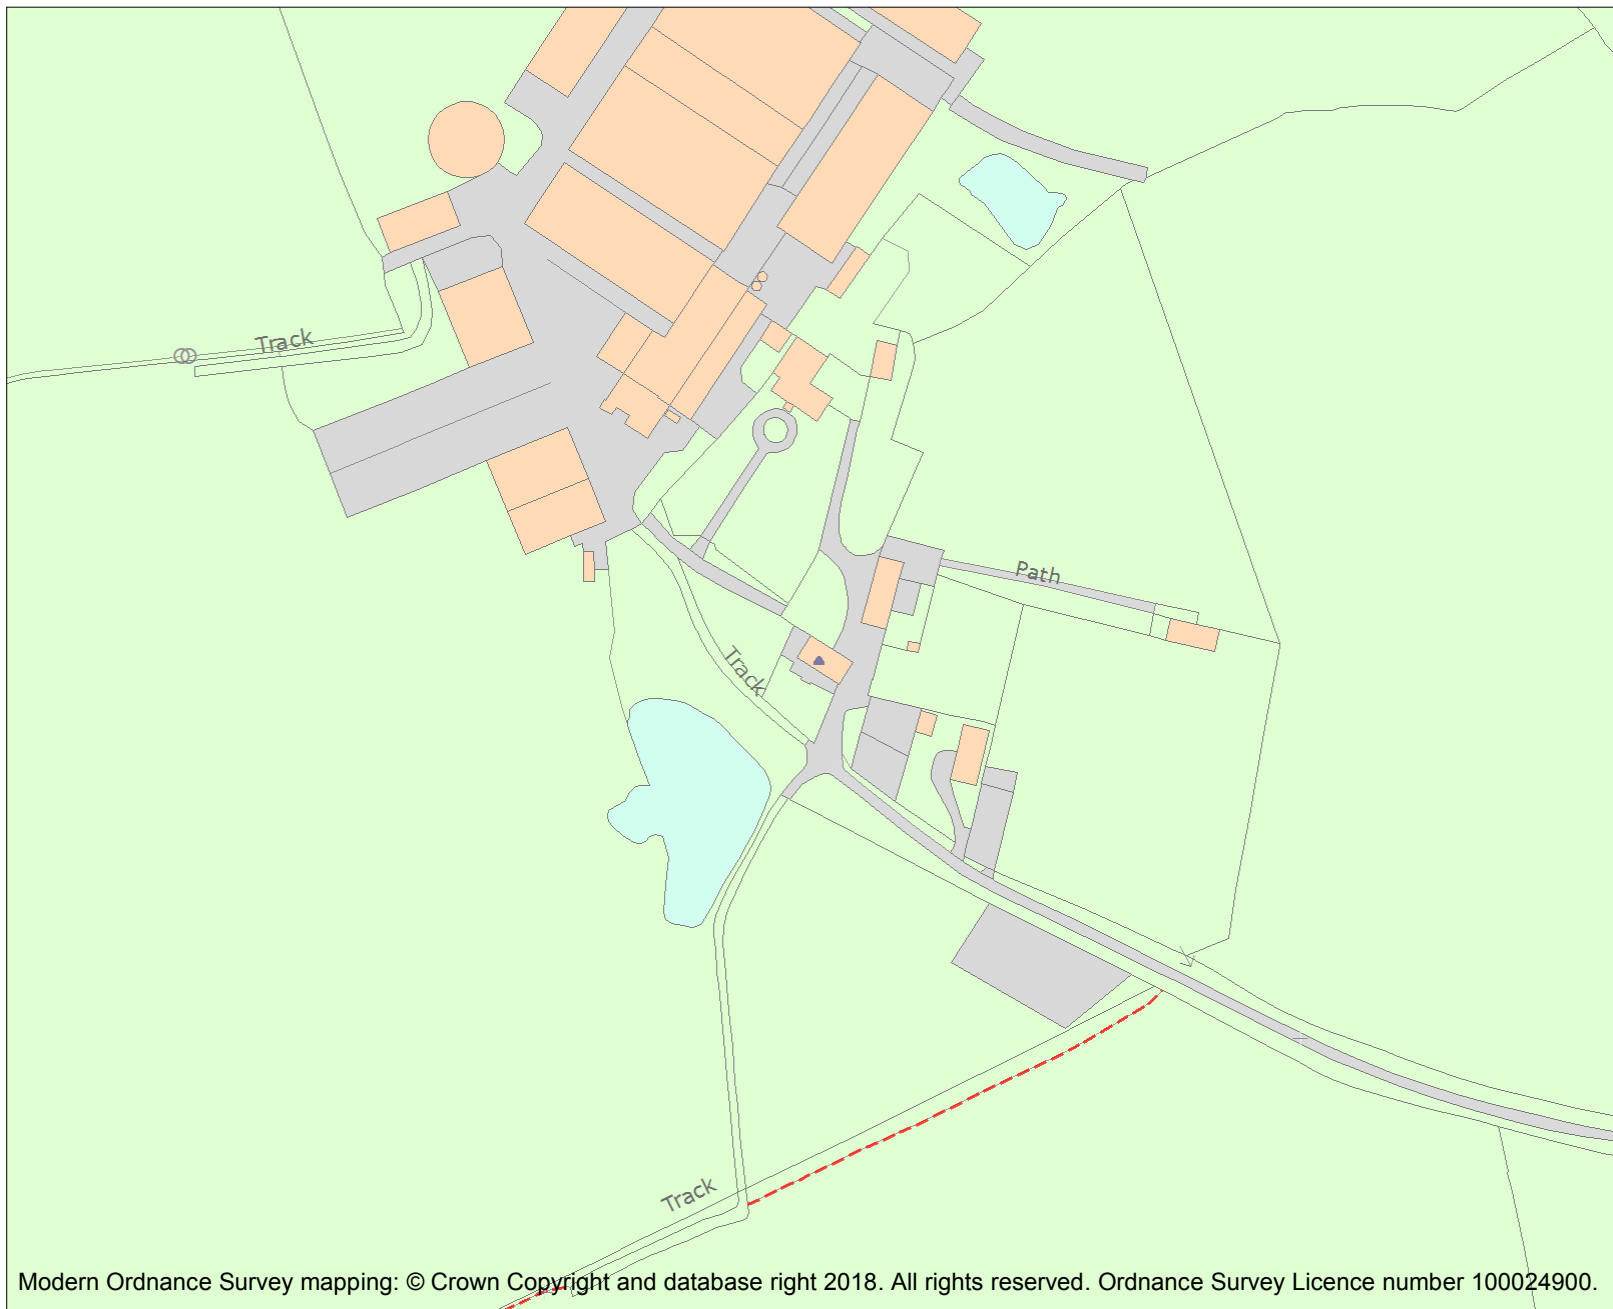 Track
Path
Track
Track
Modern Ordnance Survey mapping: © Crown Copyright and database right 2018. All rights reserved. Ordnance Survey Licence number 100024900.